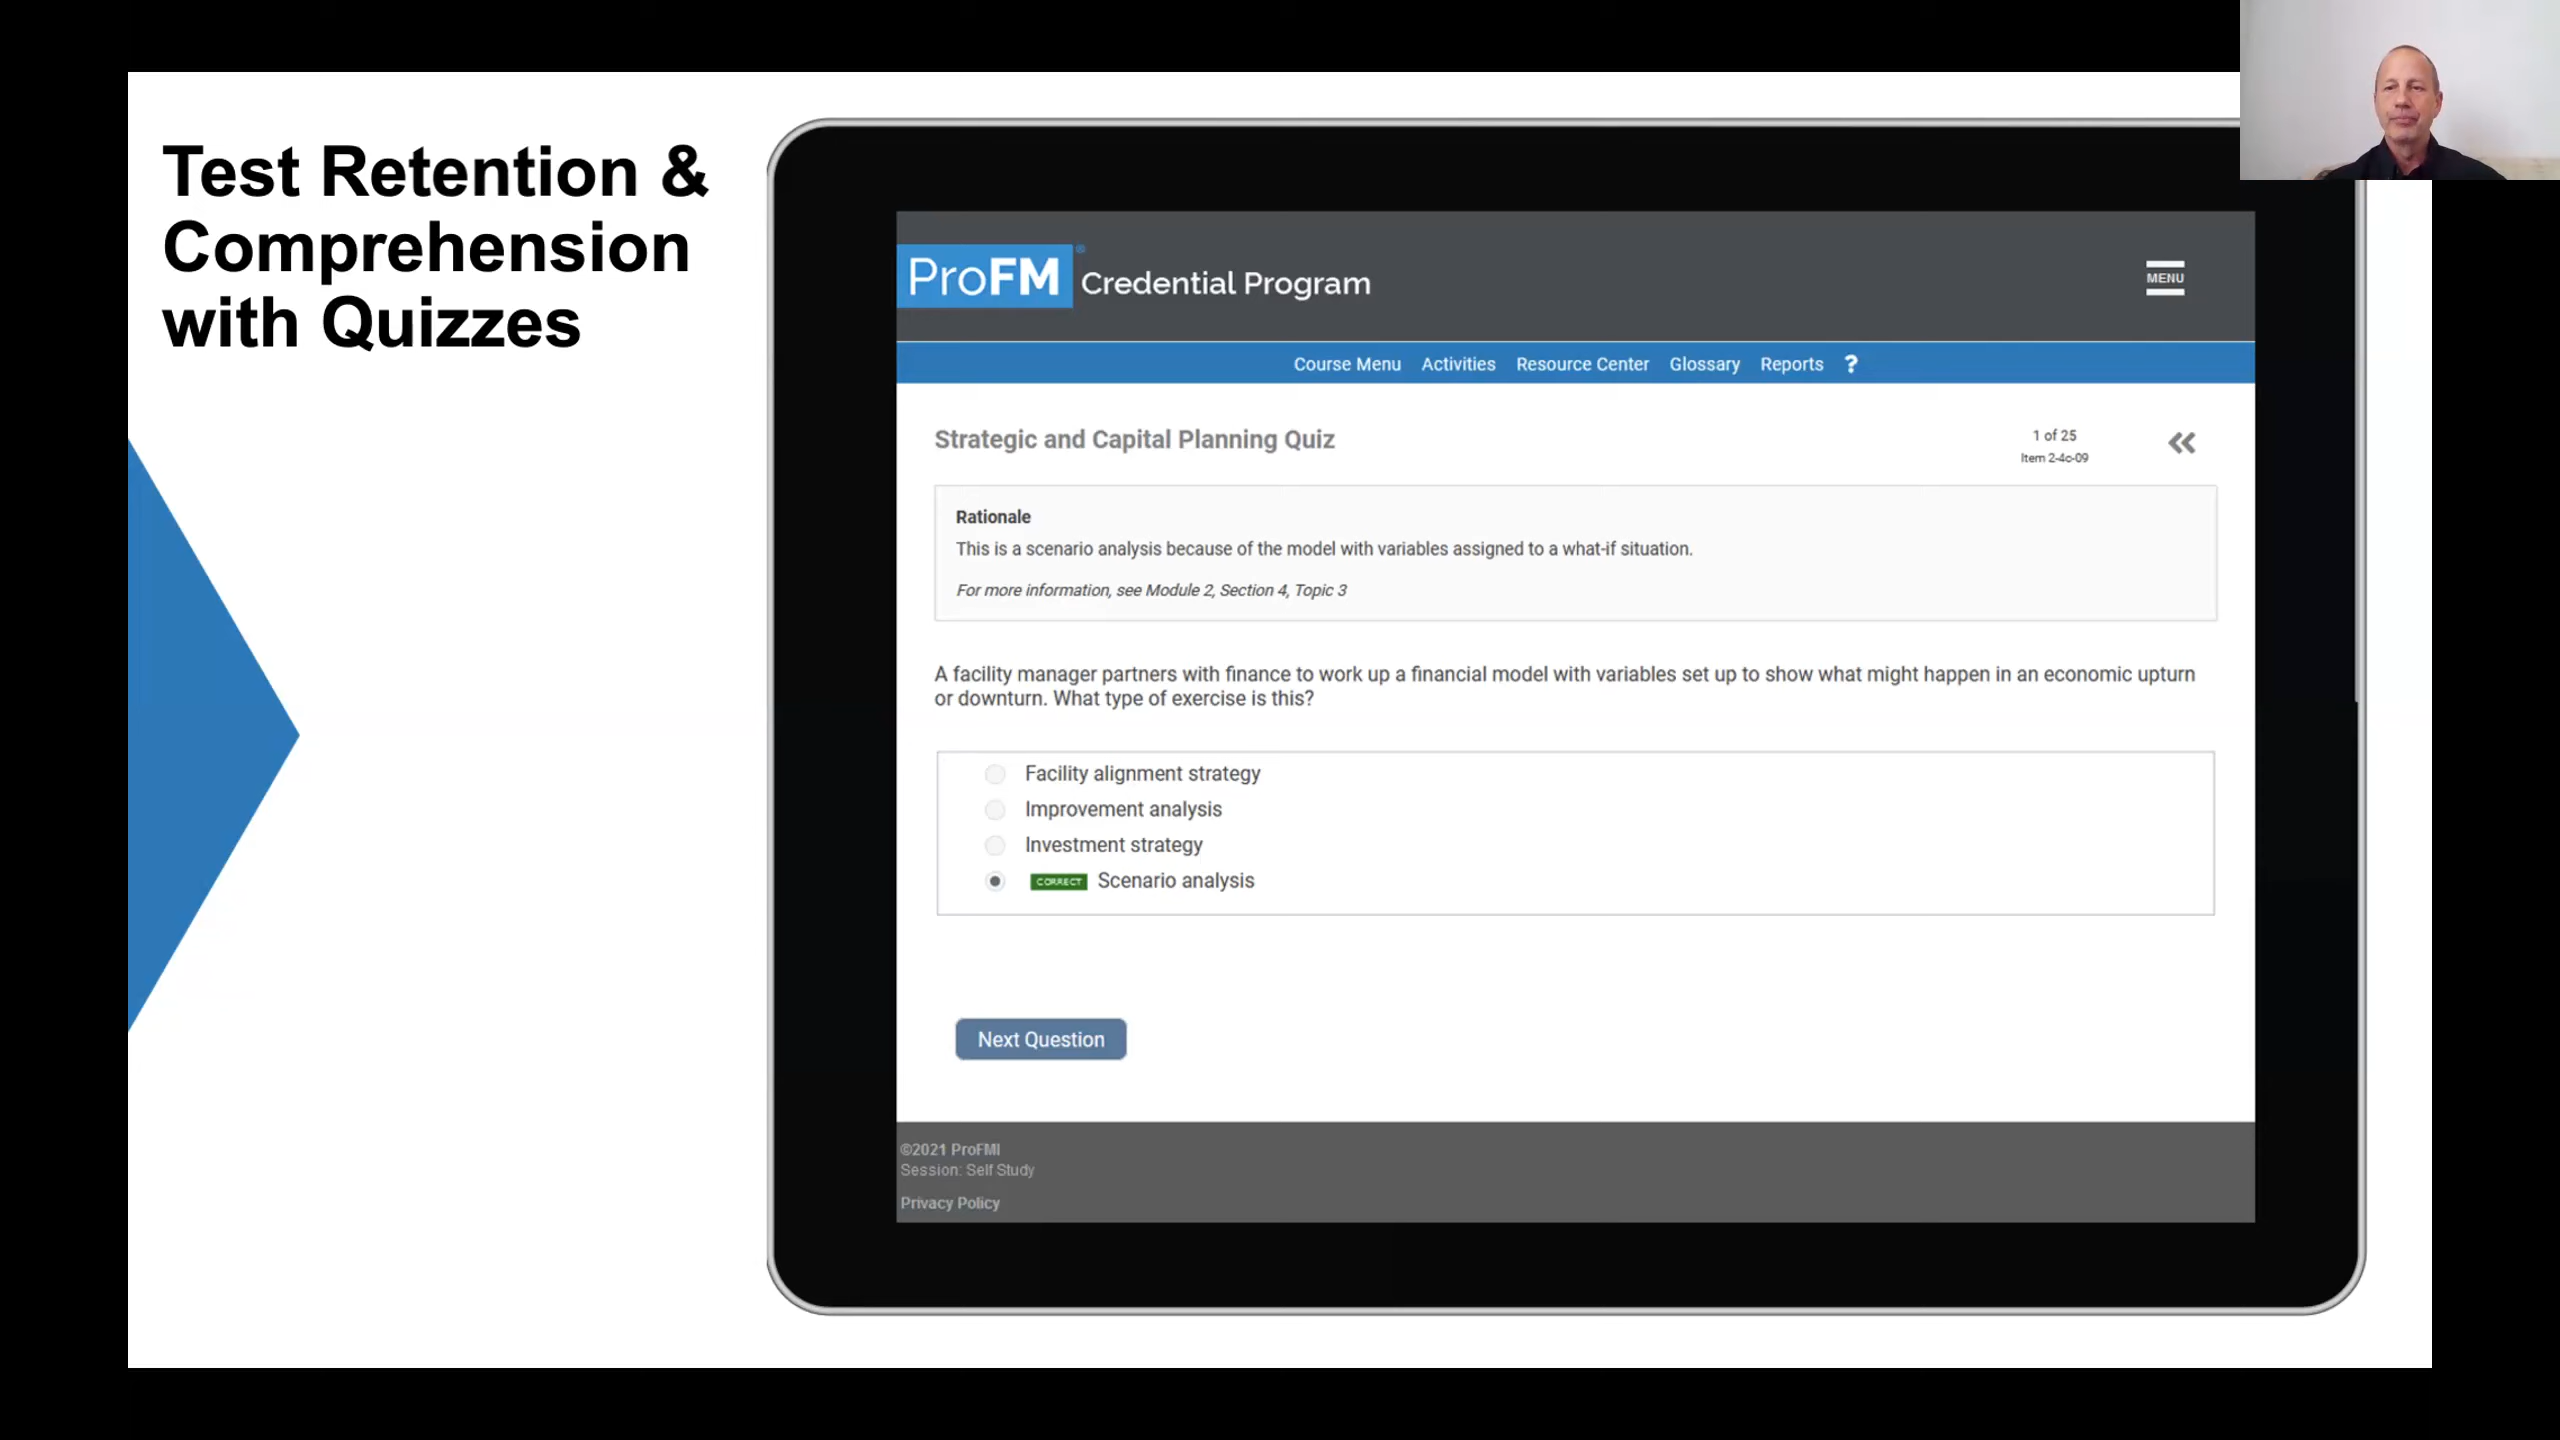 Test Retention &
Comprehension
with Quizzes
ProFM® Credential Program
MENU
Course Menu Activities Resource Center Glossary Reports ?
Strategic and Capital Planning Quiz
1 of 25
Item 2-4c-09
Rationale
This is a scenario analysis because of the model with variables assigned to a what-if situation.
For more information, see Module 2, Section 4, Topic 3
A facility manager partners with finance to work up a financial model with variables set up to show what might happen in an economic upturn
or downturn. What type of exercise is this?
Facility alignment strategy
Improvement analysis
Investment strategy
CORRECT Scenario analysis
Next Question
©2021 ProFMI
Session: Self Study
Privacy Policy